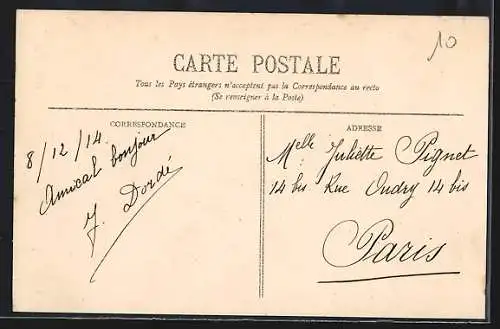 10
CARTE POSTALE
Tous les Pays étrangers n'acceptent pas la Correspondance au recto
(Se renseigner à la Poste)
CORRESPONDANCE
8/12/14
Amical bonjour
J. Dordé
ADRESSE
Melle Juliette Pignet
14 bis Rue Oudry 14 bis
Paris